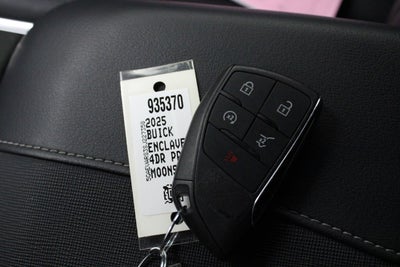 935370
2025
BUICK
ENCLAVE
4DR PR
MOONS